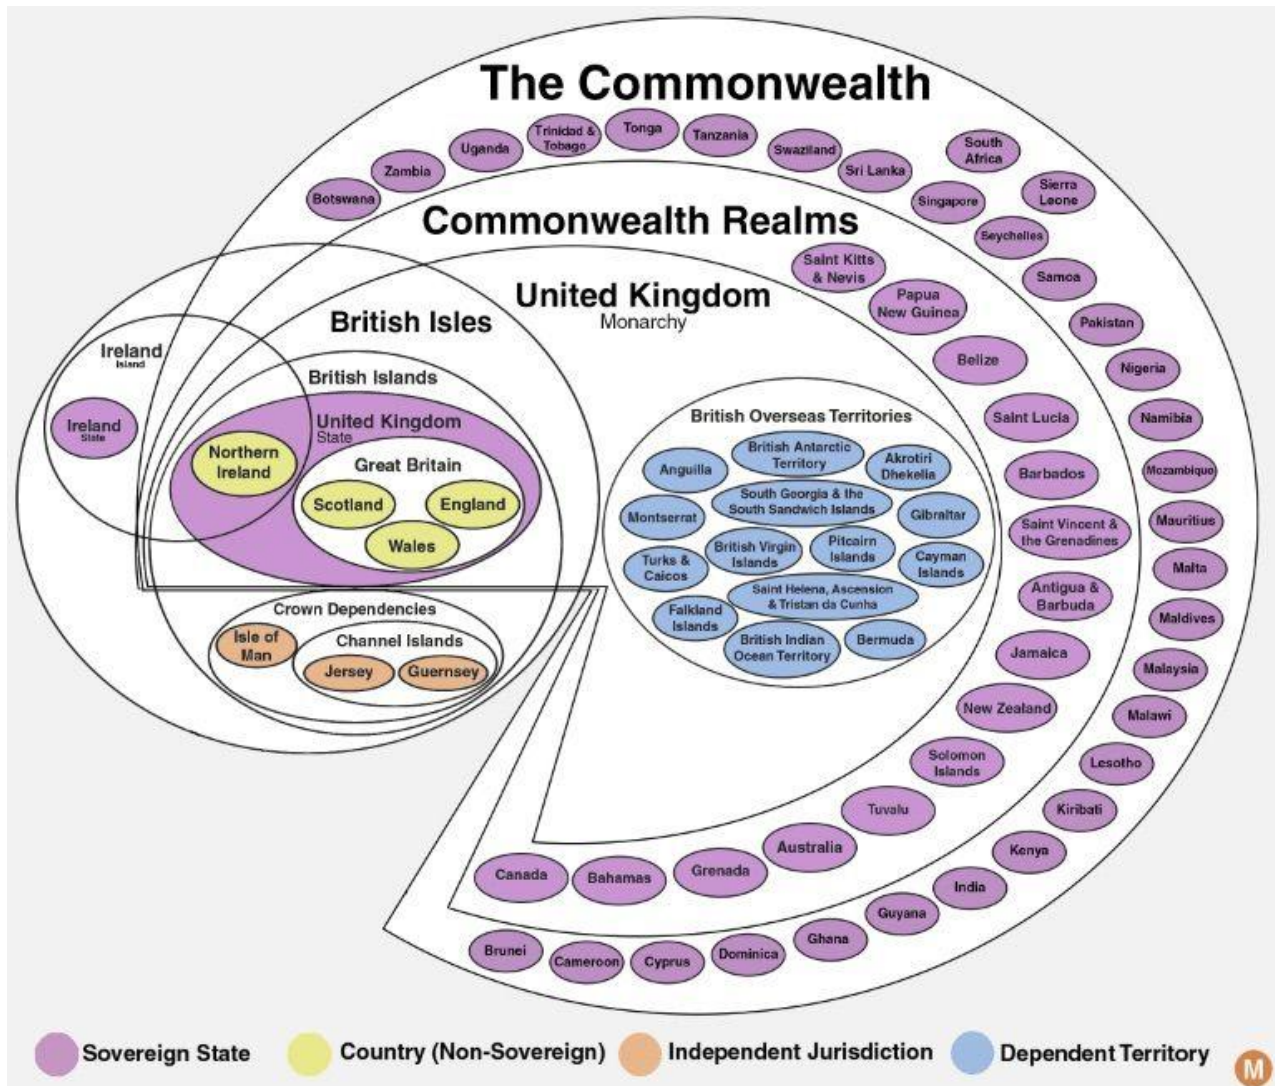 The Commonwealth
Tonga
Trinidad &
Tobago
Tanzania
Uganda
Swaziland
South
Africa
Zambia
Sri Lanka
Sierra
Leone
Botswana
Singapore
Commonwealth Realms
Seychelles
Saint Kitts
& Nevis
Samoa
United Kingdom
Monarchy
Papua
New Guinea
Pakistan
British Isles
Ireland
Island
Belize
Nigeria
British Islands
Ireland
State
United Kingdom
State
British Overseas Territories
Saint Lucia
Namibia
Northern
Ireland
Great Britain
British Antarctic
Territory
Anguilla
Akrotiri
Dhekelia
Barbados
Mozambique
Scotland
England
South Georgia & the
South Sandwich Islands
Montserrat
Gibraltar
Saint Vincent &
the Grenadines
Mauritius
Wales
British Virgin
Islands
Pitcairn
Islands
Turks &
Caicos
Cayman
Islands
Malta
Saint Helena, Ascension
& Tristan da Cunha
Antigua &
Barbuda
Crown Dependencies
Falkland
Islands
Maldives
Isle of
Man
Channel Islands
British Indian
Ocean Territory
Bermuda
Jamaica
Jersey
Guernsey
Malaysia
New Zealand
Malawi
Solomon
Islands
Lesotho
Tuvalu
Kiribati
Australia
Kenya
Canada
Bahamas
Grenada
India
Guyana
Brunei
Cameroon
Cyprus
Dominica
Ghana
Sovereign State
Country (Non-Sovereign)
Independent Jurisdiction
Dependent Territory
M